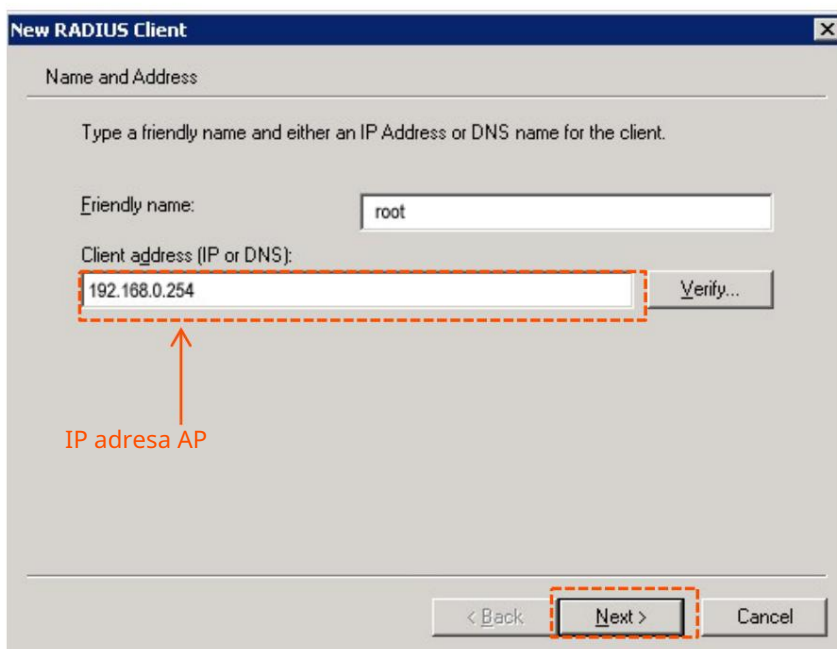 New RADIUS Client
Name and Address
Type a friendly name and either an IP Address or DNS name for the client.
Friendly name:
root
Client address (IP or DNS):
192.168.0.254
Verify...
IP adresa AP
< Back
Next >
Cancel